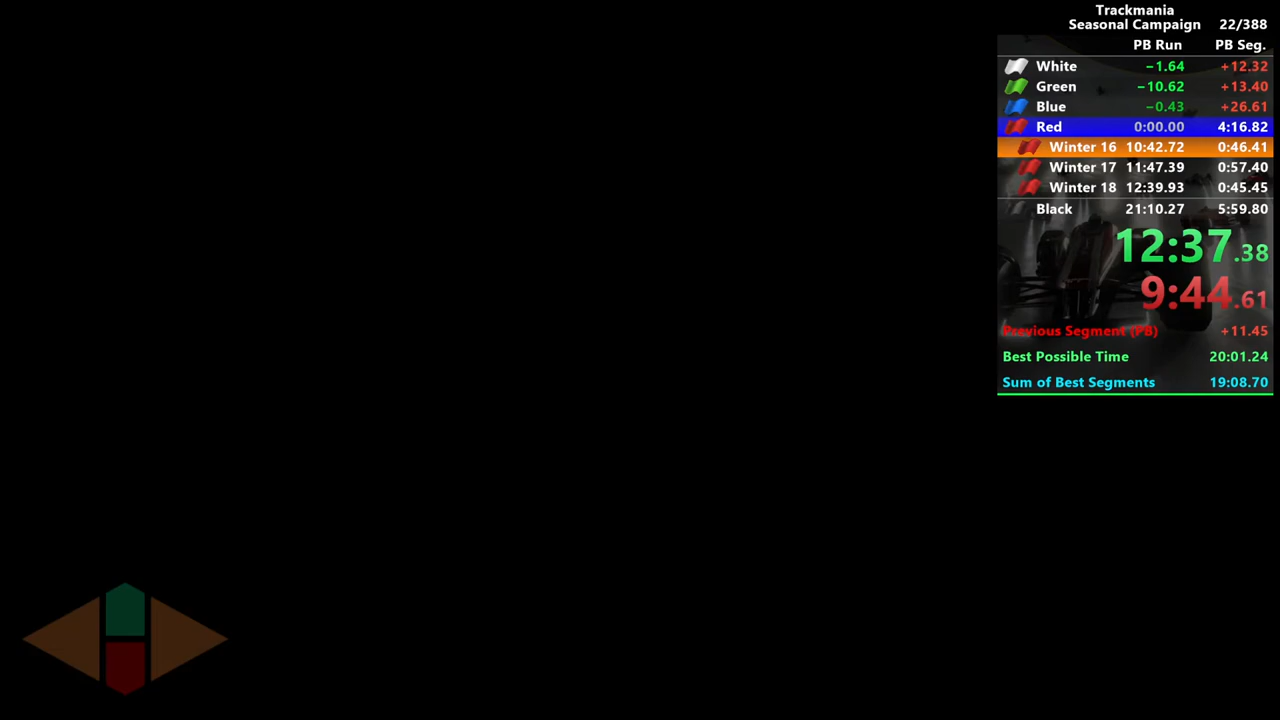 Trackmania
Seasonal Campaign 22/388
PB Run PB Seg.
White −1.64 +12.32
Green −10.62 +13.40
Blue −0.43 +26.61
Red 0:00.00 4:16.82
Winter 16 10:42.72 0:46.41
Winter 17 11:47.39 0:57.40
Winter 18 12:39.93 0:45.45
Black 21:10.27 5:59.80
12:37.38
9:44.61
Previous Segment (PB) +11.45
Best Possible Time 20:01.24
Sum of Best Segments 19:08.70